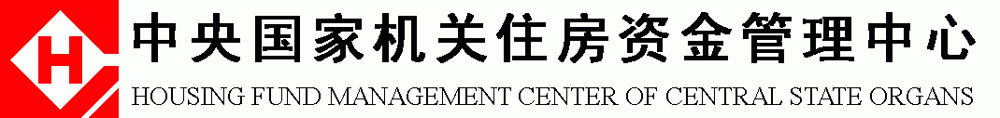 中央国家机关住房资金管理中心
HOUSING FUND MANAGEMENT CENTER OF CENTRAL STATE ORGANS